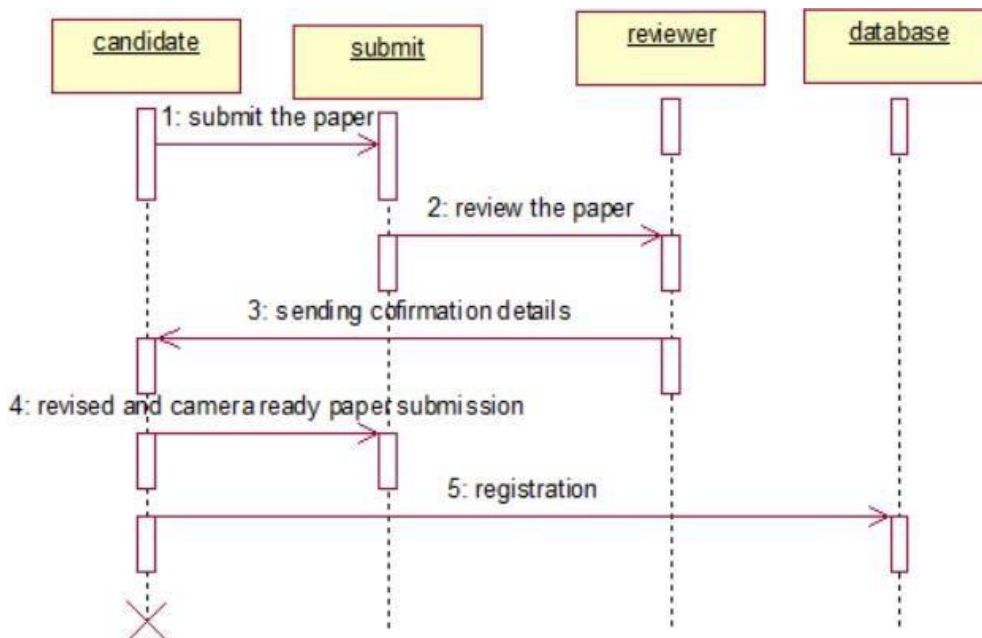 candidate
submit
reviewer
database
1: submit the paper
2: review the paper
3: sending cofirmation details
4: revised and camera ready paper submission
5: registration